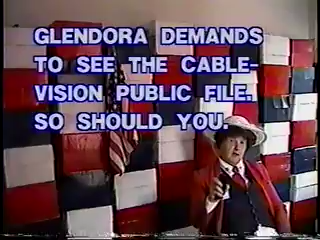 GLENDORA DEMANDS
TO SEE THE CABLE-
VISION PUBLIC FILE.
SO SHOULD YOU.